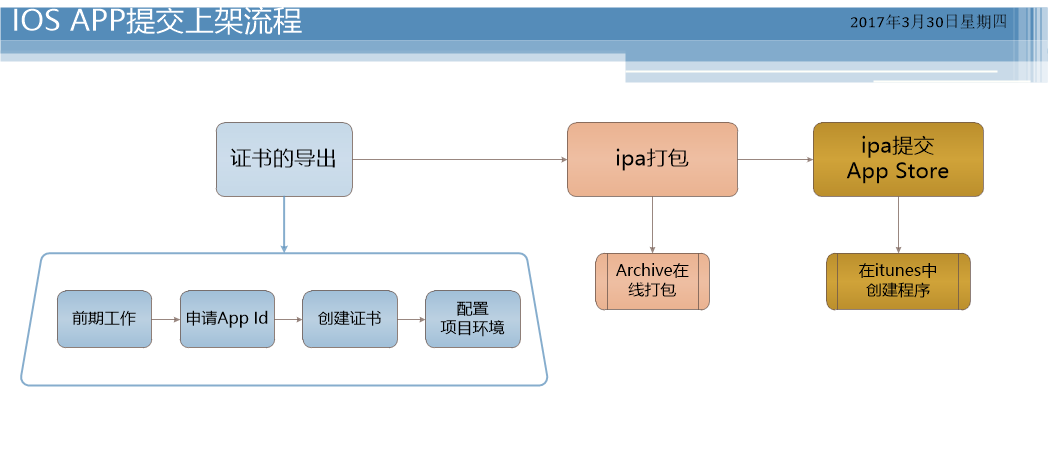 IOS APP提交上架流程
2017年3月30日星期四
证书的导出
ipa打包
ipa提交
App Store
Archive在
线打包
在itunes中
创建程序
前期工作
申请App Id
创建证书
配置
项目环境